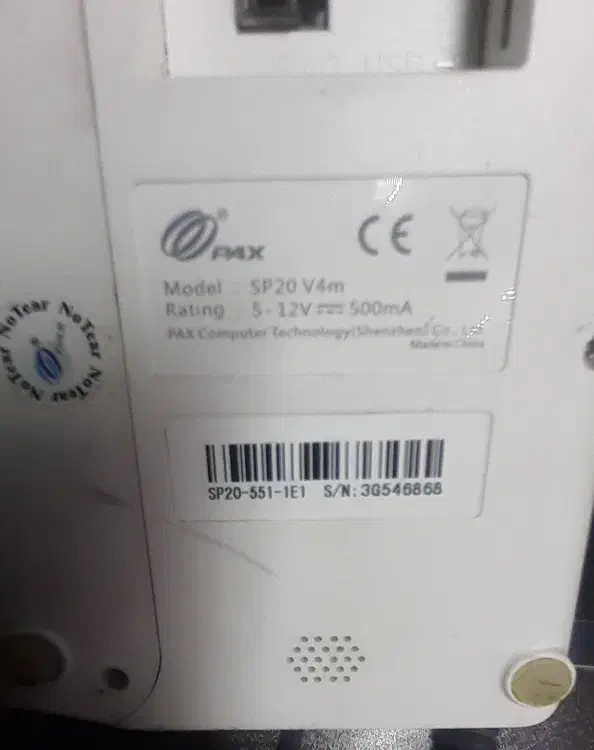 PAX
CE
Model : SP20 V4m
Rating : 5-12V 500mA
PAX Computer Technology(Shenzhen) Co., Ltd.
Made in China
NoTear NoTear NoTear NoTear
SP20-551-1E1 S/N:3G546868